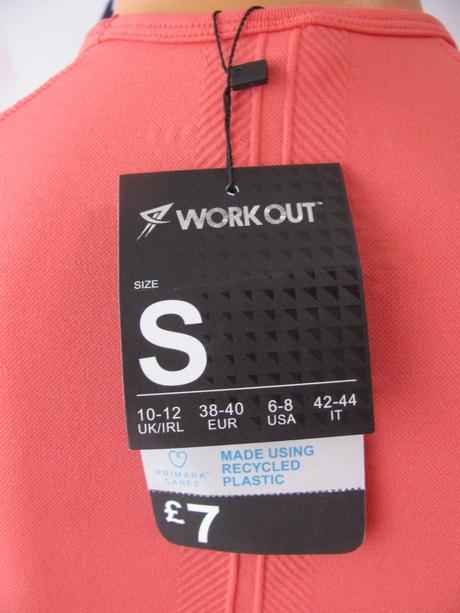 WORKOUT™
SIZE
S
10-12 38-40 6-8 42-44
UK/IRL EUR USA IT
MADE USING
RECYCLED
PLASTIC
PRIMARK™
CARES
£7